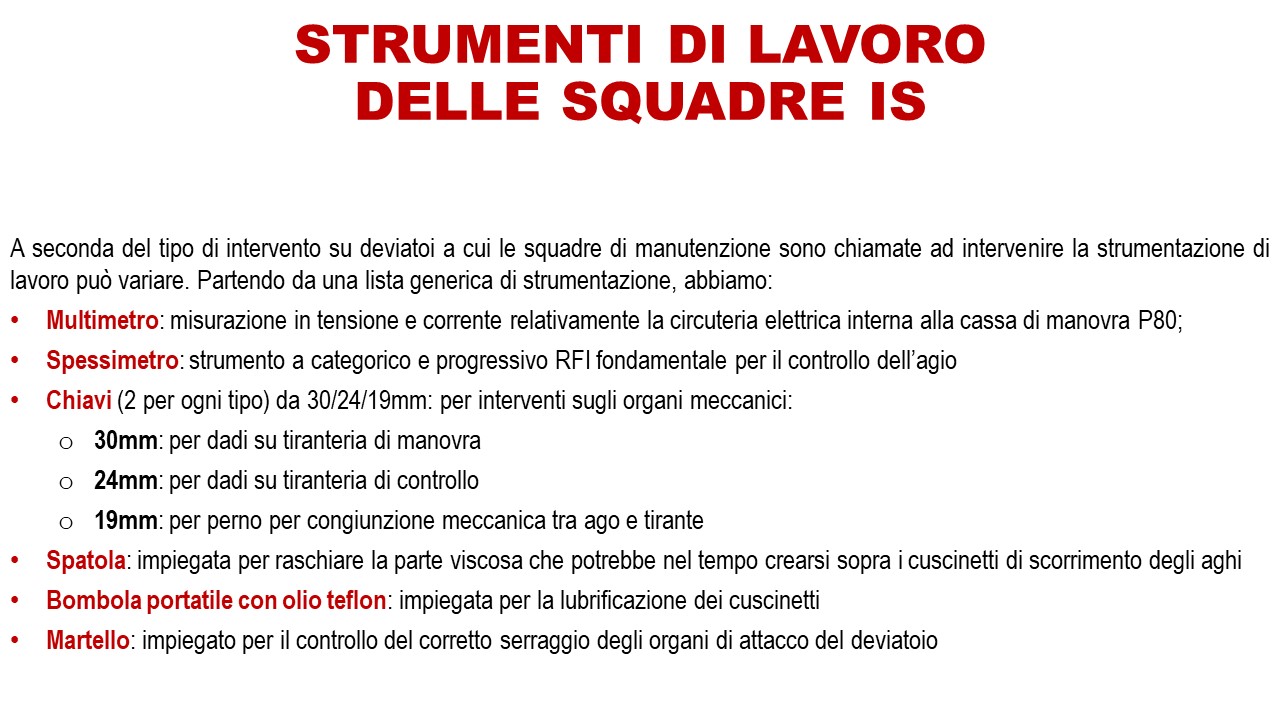 STRUMENTI DI LAVORO
DELLE SQUADRE IS
A seconda del tipo di intervento su deviatoi a cui le squadre di manutenzione sono chiamate ad intervenire la strumentazione di
lavoro può variare. Partendo da una lista generica di strumentazione, abbiamo:
• Multimetro: misurazione in tensione e corrente relativamente la circuteria elettrica interna alla cassa di manovra P80;
• Spessimetro: strumento a categorico e progressivo RFI fondamentale per il controllo dell’agio
• Chiavi (2 per ogni tipo) da 30/24/19mm: per interventi sugli organi meccanici:
o 30mm: per dadi su tiranteria di manovra
o 24mm: per dadi su tiranteria di controllo
o 19mm: per perno per congiunzione meccanica tra ago e tirante
• Spatola: impiegata per raschiare la parte viscosa che potrebbe nel tempo crearsi sopra i cuscinetti di scorrimento degli aghi
• Bombola portatile con olio teflon: impiegata per la lubrificazione dei cuscinetti
• Martello: impiegato per il controllo del corretto serraggio degli organi di attacco del deviatoio